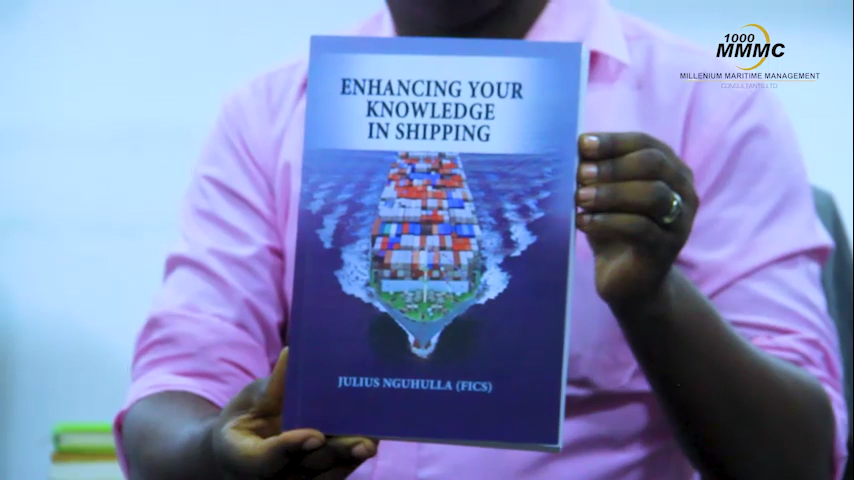 ENHANCING YOUR
KNOWLEDGE
IN SHIPPING
JULIUS NGUHULLA (FICS)
1000
MMMC
MILLENIUM MARITIME MANAGEMENT